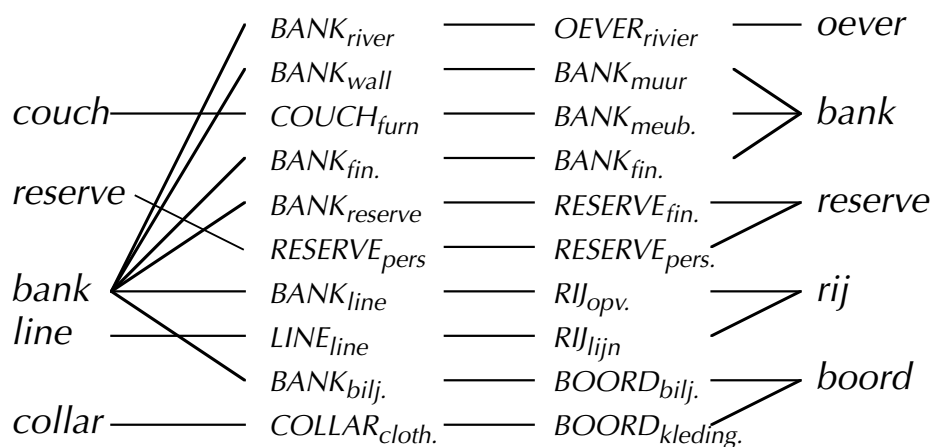 BANK river OEVER rivier oever
BANK wall BANK muur
couch COUCH furn BANK meub. bank
BANK fin. BANK fin.
reserve BANK reserve RESERVE fin. reserve
RESERVE pers RESERVE pers.
bank BANK line RIJ opv. rij
line LINE line RIJ lijn
BANK bilj. BOORD bilj. boord
collar COLLAR cloth. BOORD kleding.